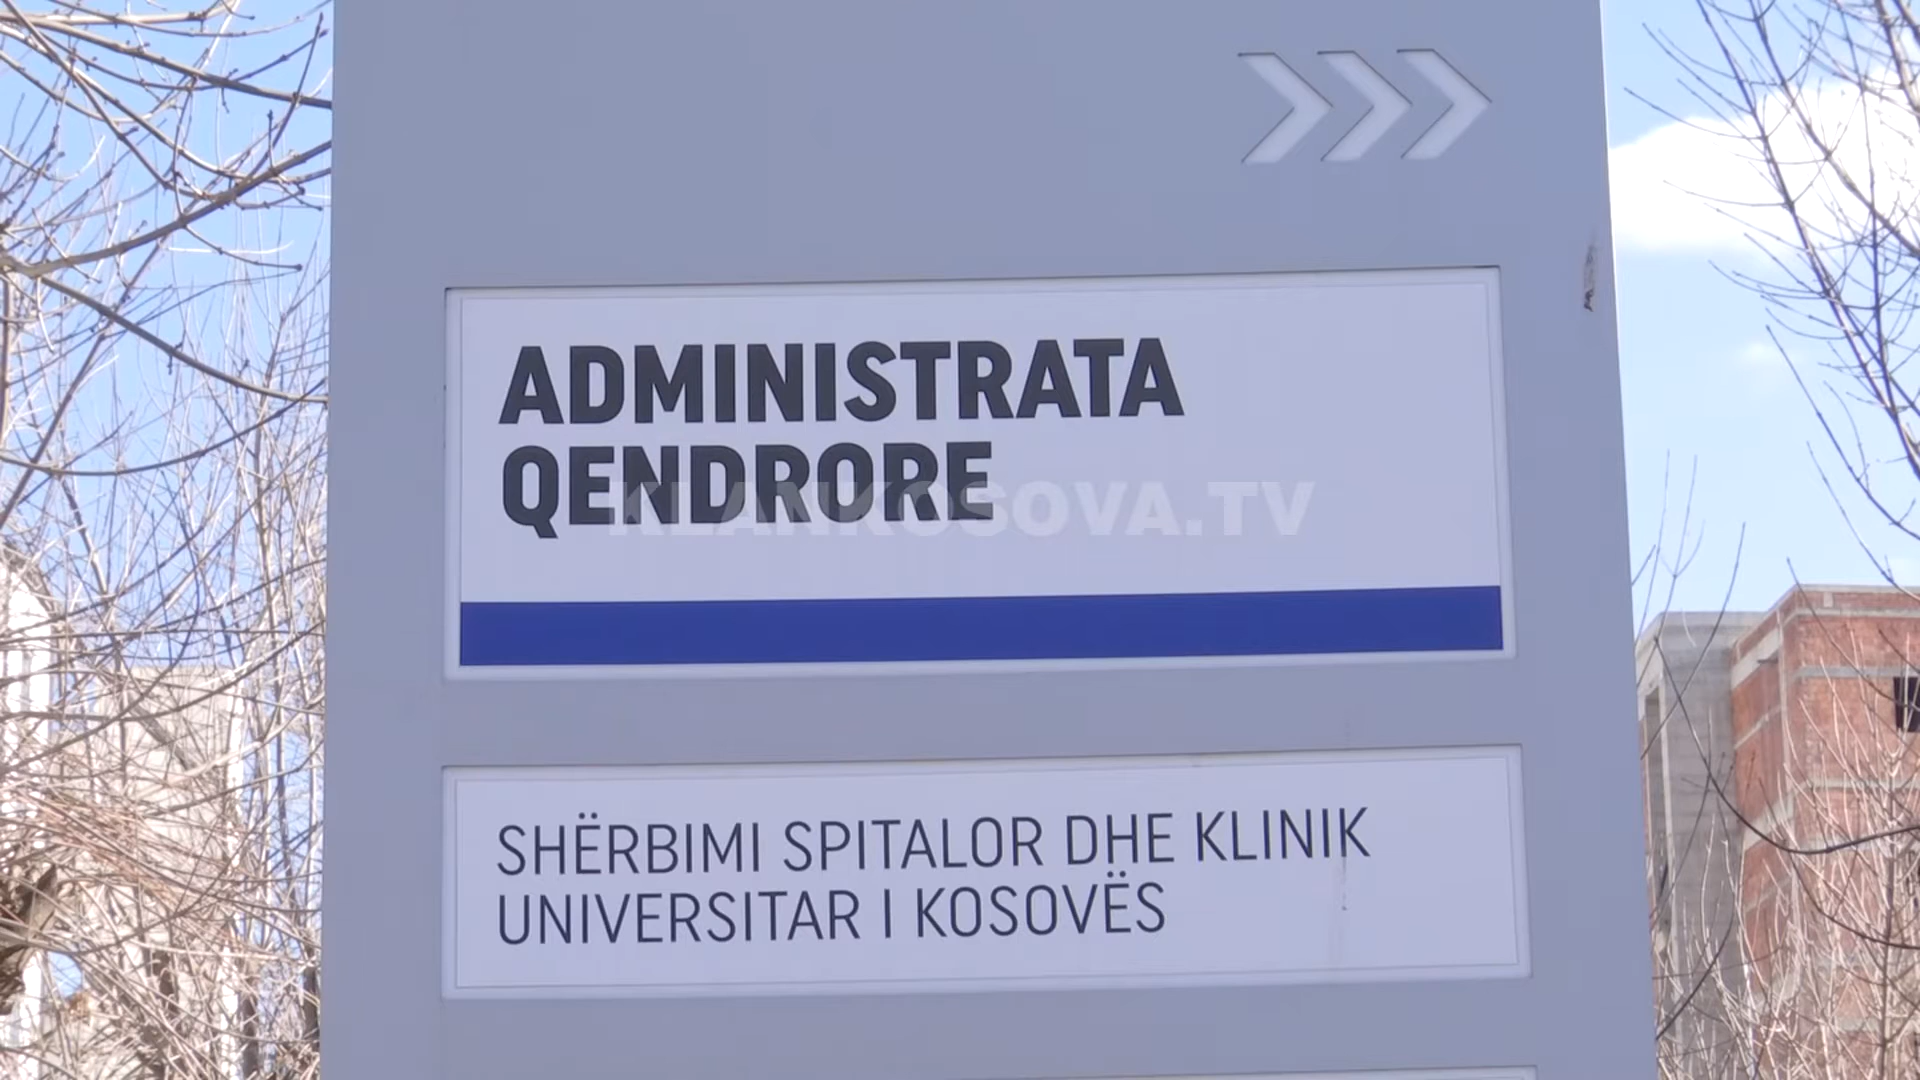 ADMINISTRATA
QENDRORE
KLANKOSOVA.TV
SHËRBIMI SPITALOR DHE KLINIK
UNIVERSITAR I KOSOVËS